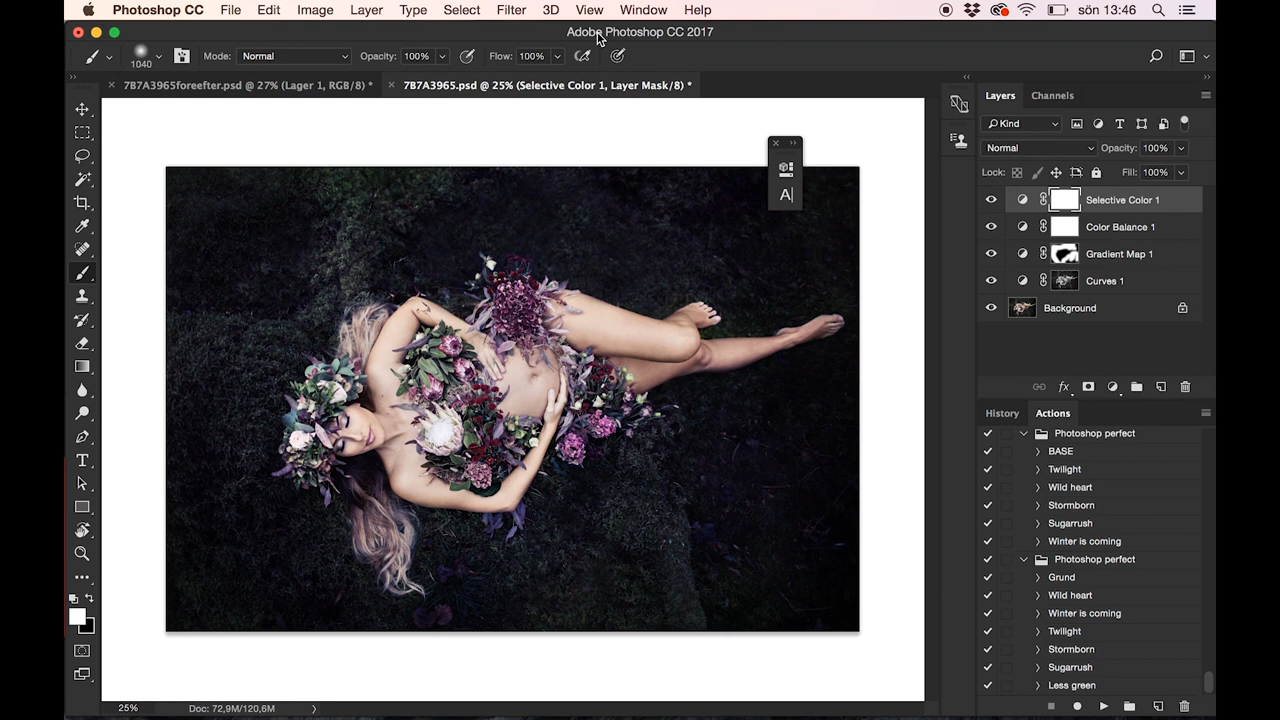 Photoshop CC File Edit Image Layer Type Select Filter 3D View Window Help sön 13:46
Adobe Photoshop CC 2017
1040 Mode: Normal Opacity: 100% Flow: 100%
7B7A3965foreefter.psd @ 27% (Lager 1, RGB/8) * 7B7A3965.psd @ 25% (Selective Color 1, Layer Mask/8) *
Layers Channels
Kind
Normal Opacity: 100%
Lock: Fill: 100%
Selective Color 1
Color Balance 1
Gradient Map 1
Curves 1
Background
fx
History Actions
Photoshop perfect
BASE
Twilight
Wild heart
Stormborn
Sugarrush
Winter is coming
Photoshop perfect
Grund
Wild heart
Winter is coming
Twilight
Stormborn
Sugarrush
Less green
25% Doc: 72,9M/120,6M